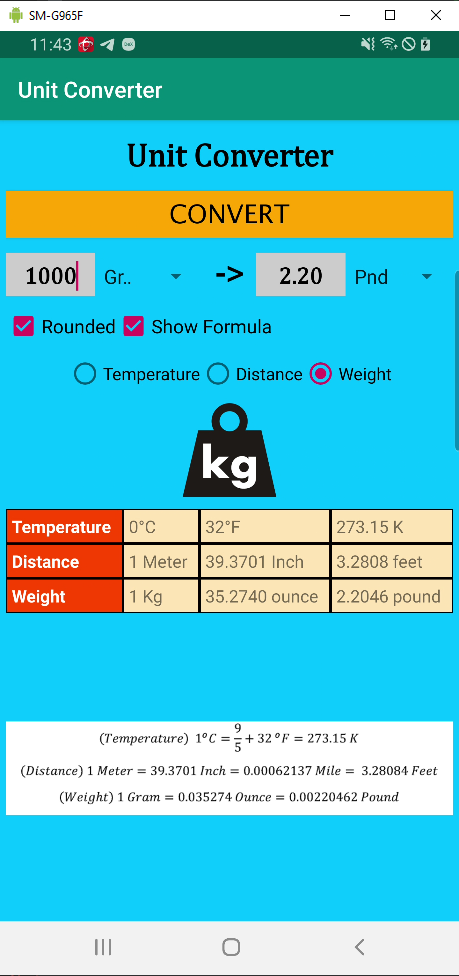 SM-G965F
11:43
Unit Converter
Unit Converter
CONVERT
1000 Gr.. -> 2.20 Pnd
Rounded Show Formula
Temperature Distance Weight
kg
Temperature 0°C 32°F 273.15 K
Distance 1 Meter 39.3701 Inch 3.2808 feet
Weight 1 Kg 35.2740 ounce 2.2046 pound
(Temperature) 1°C = 9/5 + 32 °F = 273.15 K
(Distance) 1 Meter = 39.3701 Inch = 0.00062137 Mile = 3.28084 Feet
(Weight) 1 Gram = 0.035274 Ounce = 0.00220462 Pound